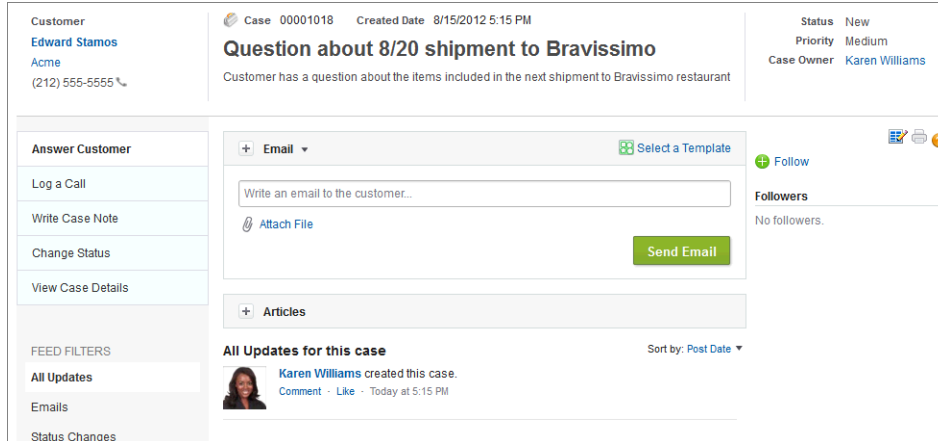 Customer
Edward Stamos
Acme
(212) 555-5555
Case 00001018 Created Date 8/15/2012 5:15 PM
Question about 8/20 shipment to Bravissimo
Customer has a question about the items included in the next shipment to Bravissimo restaurant
Status New
Priority Medium
Case Owner Karen Williams
Answer Customer
Log a Call
Write Case Note
Change Status
View Case Details
FEED FILTERS
All Updates
Emails
Status Changes
Email
Select a Template
Write an email to the customer...
Attach File
Send Email
Articles
All Updates for this case
Sort by: Post Date
Karen Williams created this case.
Comment · Like · Today at 5:15 PM
Follow
Followers
No followers.